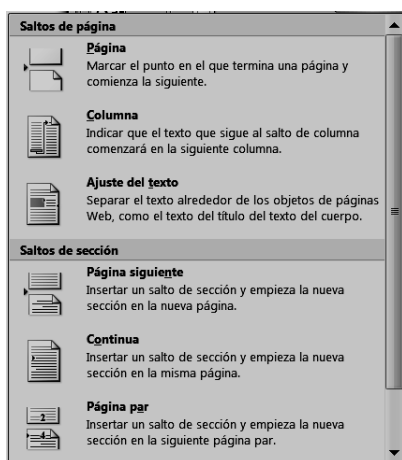 Saltos de página
Página
Marcar el punto en el que termina una página y
comienza la siguiente.
Columna
Indicar que el texto que sigue al salto de columna
comenzará en la siguiente columna.
Ajuste del texto
Separar el texto alrededor de los objetos de páginas
Web, como el texto del título del texto del cuerpo.
Saltos de sección
Página siguiente
Insertar un salto de sección y empieza la nueva
sección en la nueva página.
Continua
Insertar un salto de sección y empieza la nueva
sección en la misma página.
Página par
2
Insertar un salto de sección y empieza la nueva
4
sección en la siguiente página par.